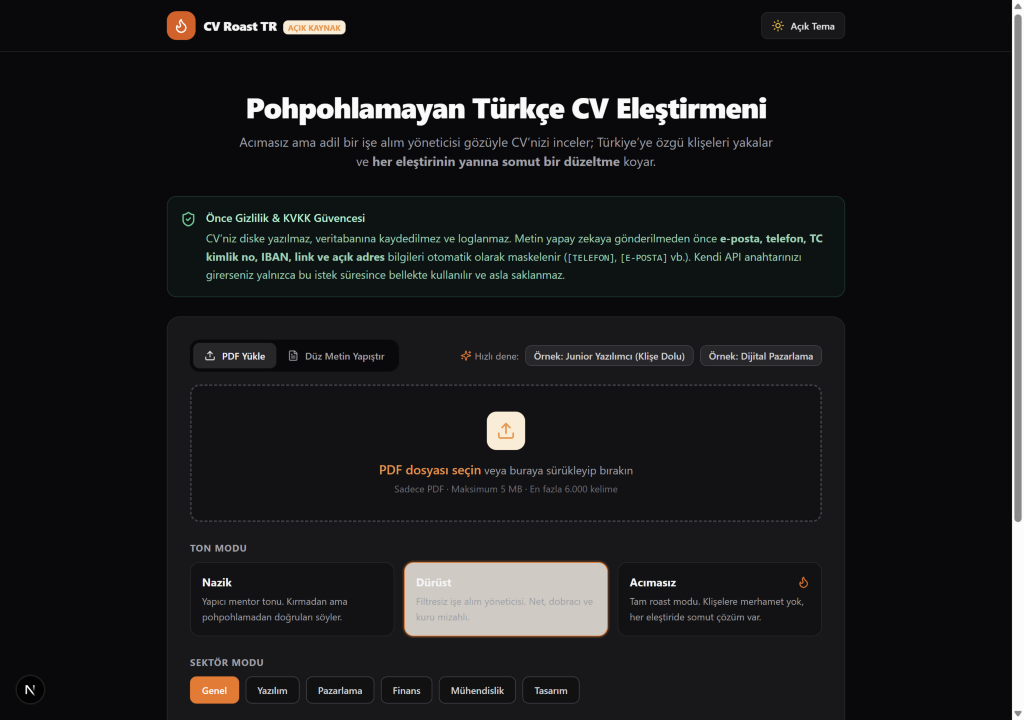 CV Roast TR AÇIK KAYNAK
Açık Tema
Pohpohlamayan Türkçe CV Eleştirmeni
Acımasız ama adil bir işe alım yöneticisi gözüyle CV'nizi inceler; Türkiye'ye özgü klişeleri yakalar
ve her eleştirinin yanına somut bir düzeltme koyar.
Önce Gizlilik & KVKK Güvencesi
CV'niz diske yazılmaz, veritabanına kaydedilmez ve loglanmaz. Metin yapay zekaya gönderilmeden önce e-posta, telefon, TC
kimlik no, IBAN, link ve açık adres bilgileri otomatik olarak maskelenir ([TELEFON], [E-POSTA] vb.). Kendi API anahtarınızı
girerseniz yalnızca bu istek süresince bellekte kullanılır ve asla saklanmaz.
PDF Yükle
Düz Metin Yapıştır
Hızlı dene:
Örnek: Junior Yazılımcı (Klişe Dolu)
Örnek: Dijital Pazarlama
PDF dosyası seçin veya buraya sürükleyip bırakın
Sadece PDF · Maksimum 5 MB · En fazla 6.000 kelime
TON MODU
Nazik
Yapıcı mentor tonu. Kırmadan ama
pohpohlamadan doğruları söyler.
Dürüst
Filtresiz işe alım yöneticisi. Net, dobracı ve
kuru mizahlı.
Acımasız
Tam roast modu. Klişelere merhamet yok,
her eleştiride somut çözüm var.
SEKTÖR MODU
Genel
Yazılım
Pazarlama
Finans
Mühendislik
Tasarım
N